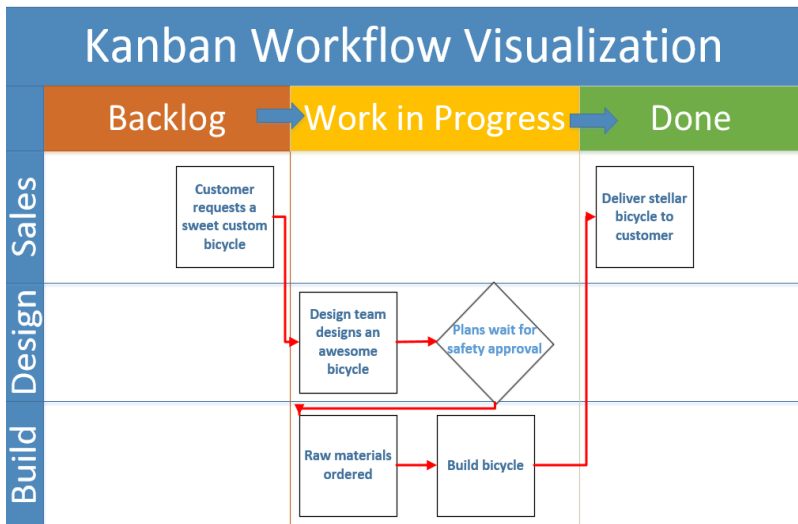 Kanban Workflow Visualization
Backlog
Work in Progress
Done
Sales
Customer
requests a
sweet custom
bicycle
Deliver stellar
bicycle to
customer
Design
Design team
designs an
awesome
bicycle
Plans wait for
safety approval
Build
Raw materials
ordered
Build bicycle